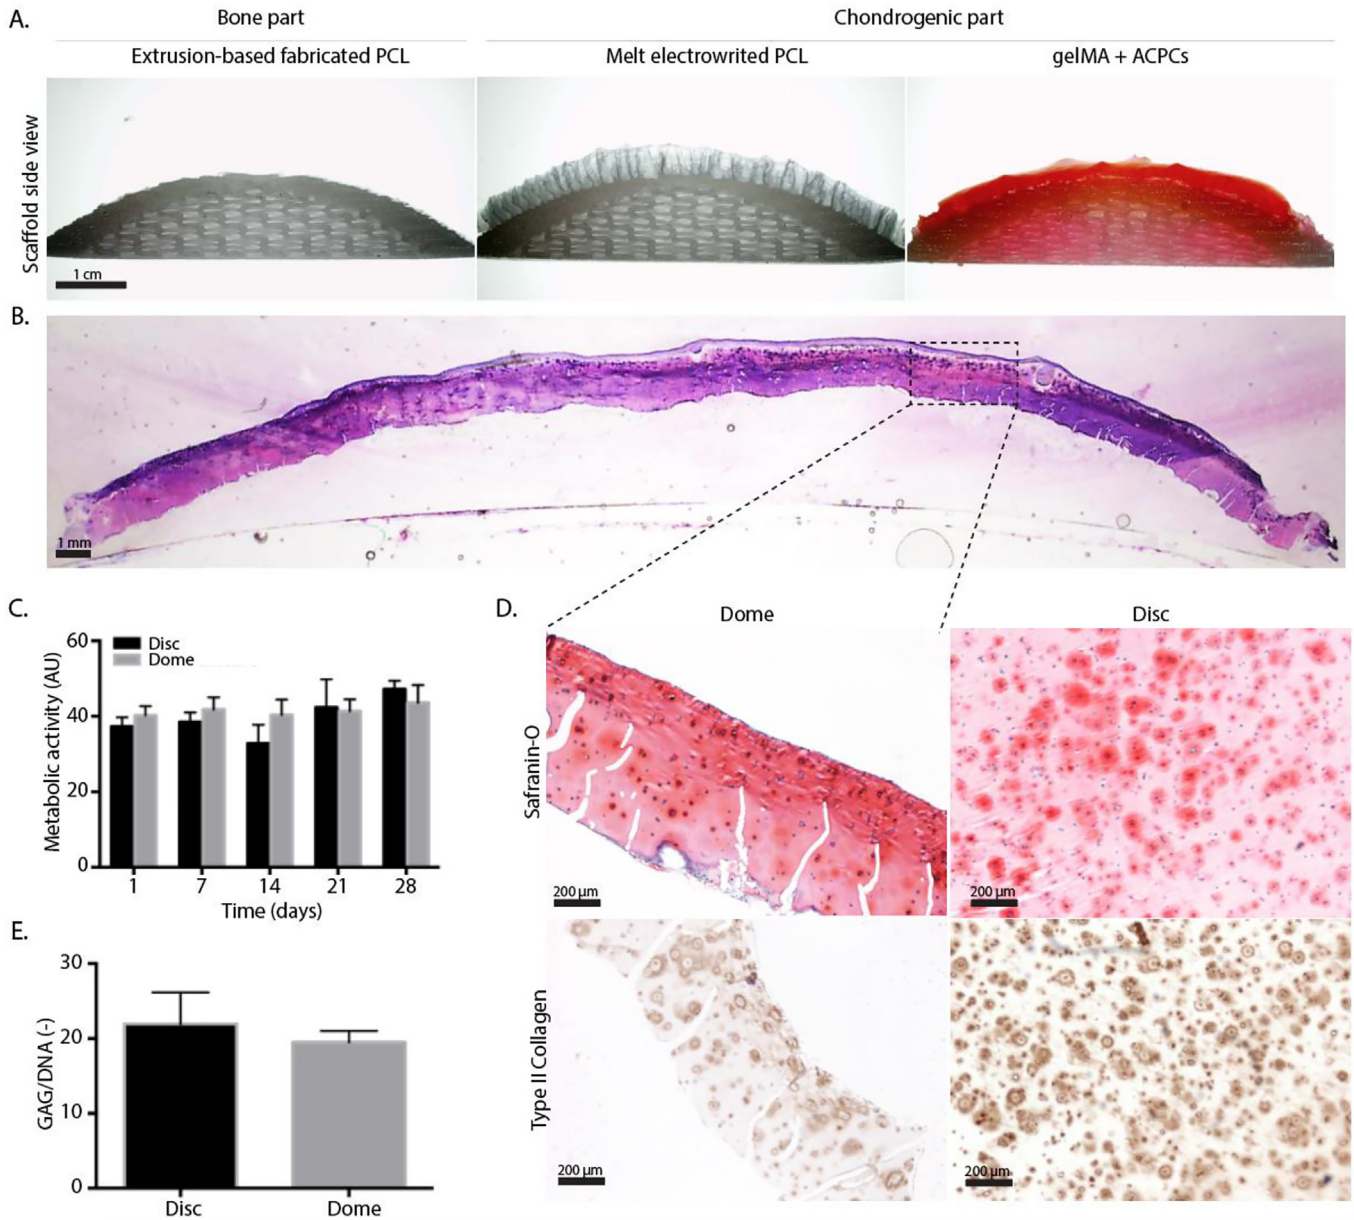 A.
Bone part
Chondrogenic part
Extrusion-based fabricated PCL
Melt electrowrited PCL
gelMA + ACPCs
Scaffold side view
1 cm
B.
1 mm
C.
60
40
20
0
Metabolic activity (AU)
Disc
Dome
1 7 14 21 28
Time (days)
D.
Dome
Disc
Safranin-O
200 µm
200 µm
Type II Collagen
200 µm
200 µm
E.
30
20
10
0
GAG/DNA (-)
Disc
Dome